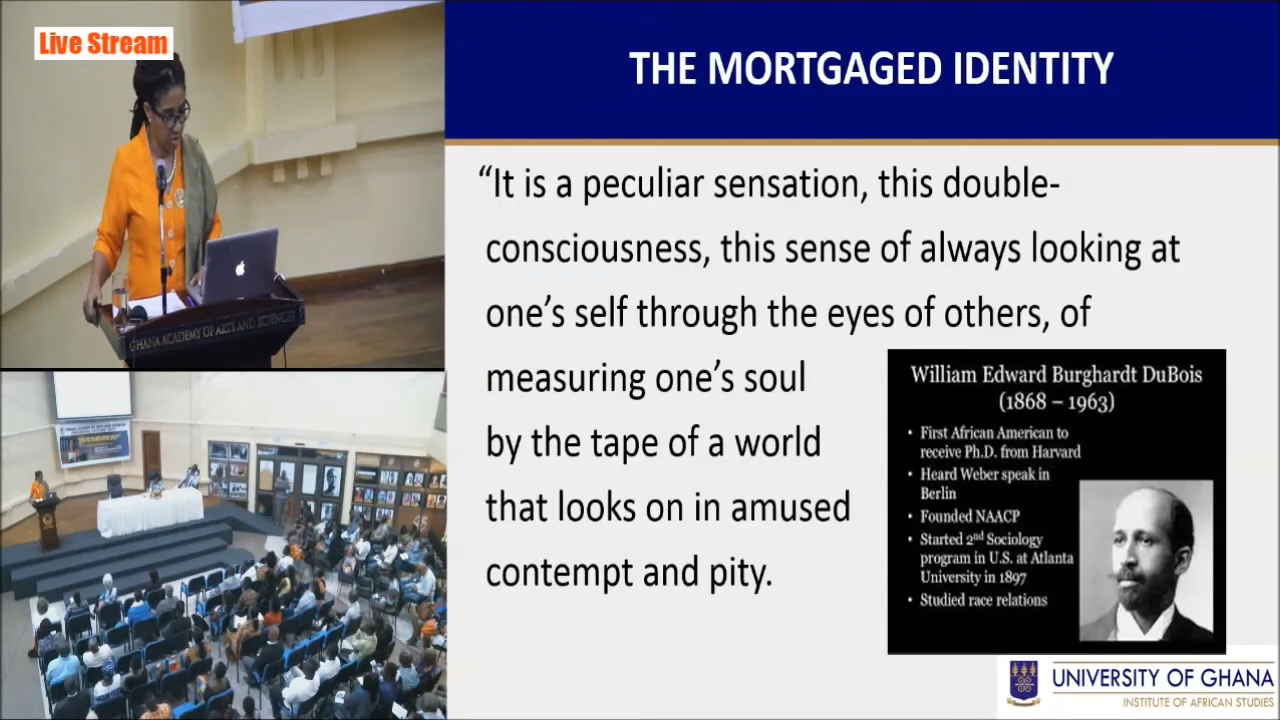 Live Stream
GHANA ACADEMY OF ARTS AND SCIENCES
THE MORTGAGED IDENTITY
“It is a peculiar sensation, this double-
consciousness, this sense of always looking at
one’s self through the eyes of others, of
measuring one’s soul
by the tape of a world
that looks on in amused
contempt and pity.
William Edward Burghardt DuBois
(1868 – 1963)
• First African American to
receive Ph.D. from Harvard
• Heard Weber speak in
Berlin
• Founded NAACP
• Started 2nd Sociology
program in U.S. at Atlanta
University in 1897
• Studied race relations
UNIVERSITY OF GHANA
INSTITUTE OF AFRICAN STUDIES